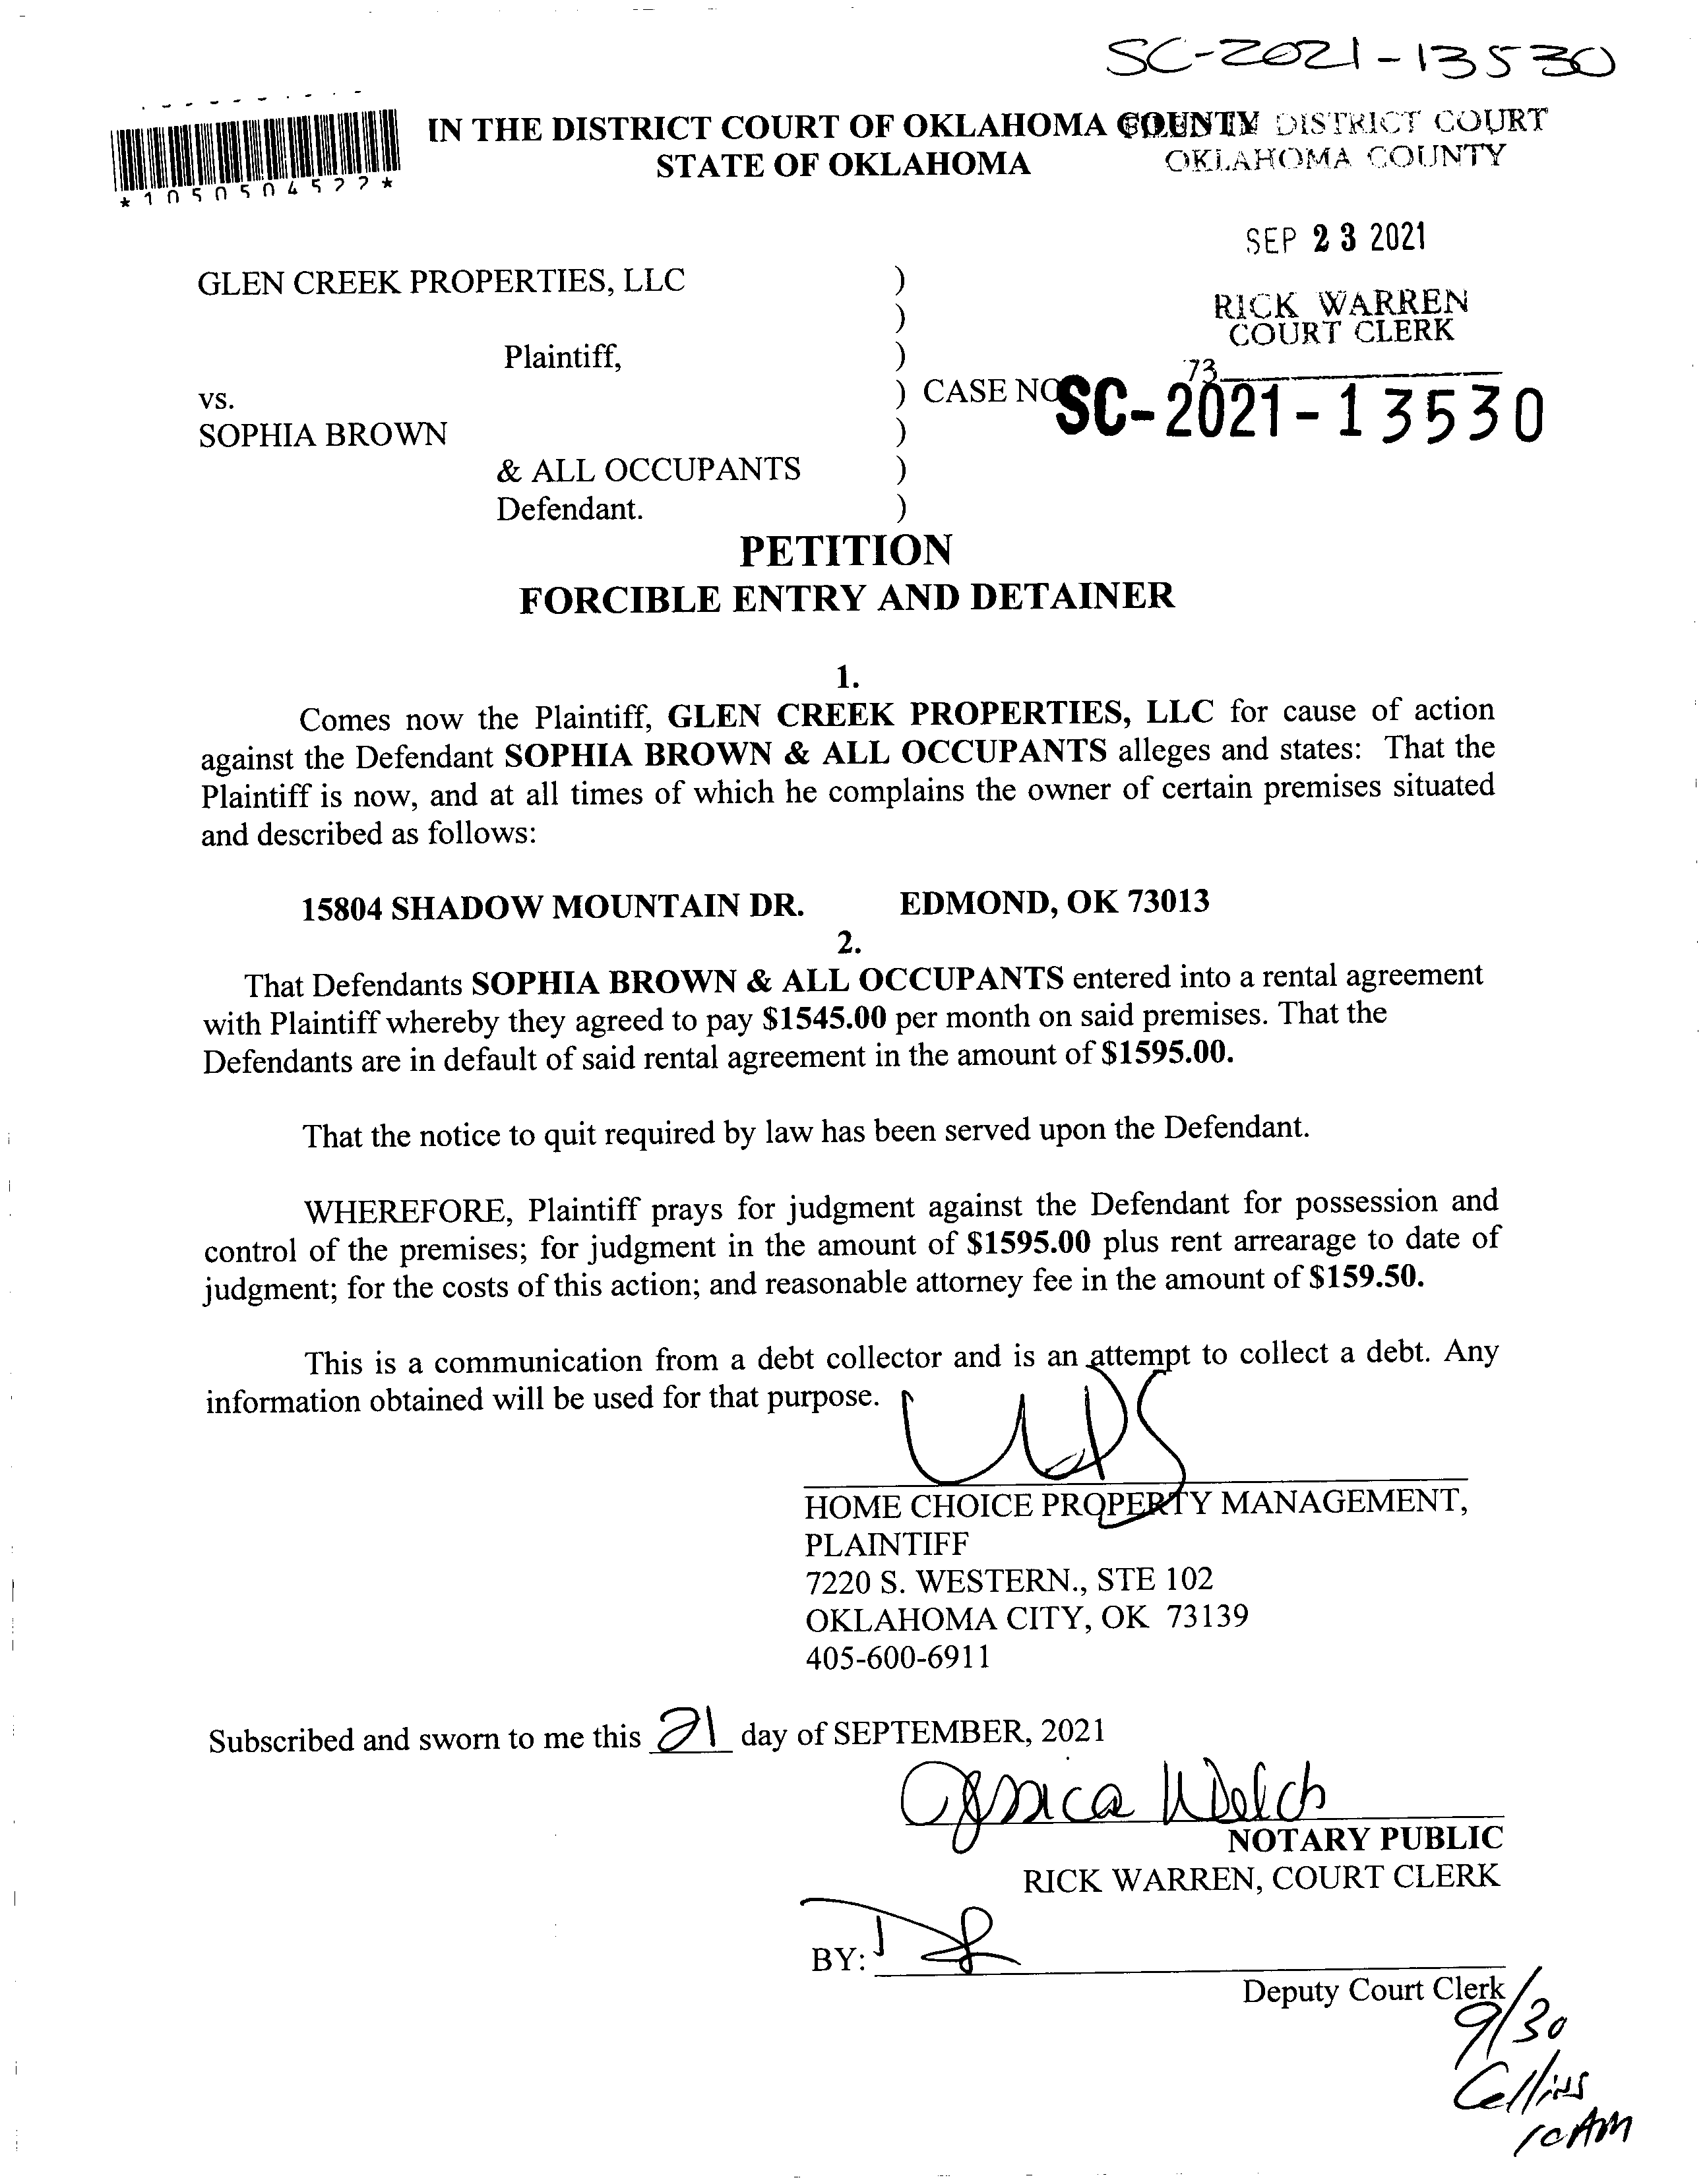 SC-2021-13530
IN THE DISTRICT COURT OF OKLAHOMA COUNTY DISTRICT COURT
STATE OF OKLAHOMA OKLAHOMA COUNTY
*1050504522*
SEP 23 2021
GLEN CREEK PROPERTIES, LLC )
)
RICK WARREN
COURT CLERK
Plaintiff, )
73
vs. ) CASE NO SC-2021-13530
SOPHIA BROWN )
& ALL OCCUPANTS )
Defendant. )
PETITION
FORCIBLE ENTRY AND DETAINER
1.
Comes now the Plaintiff, GLEN CREEK PROPERTIES, LLC for cause of action
against the Defendant SOPHIA BROWN & ALL OCCUPANTS alleges and states: That the
Plaintiff is now, and at all times of which he complains the owner of certain premises situated
and described as follows:
15804 SHADOW MOUNTAIN DR. EDMOND, OK 73013
2.
That Defendants SOPHIA BROWN & ALL OCCUPANTS entered into a rental agreement
with Plaintiff whereby they agreed to pay $1545.00 per month on said premises. That the
Defendants are in default of said rental agreement in the amount of $1595.00.
That the notice to quit required by law has been served upon the Defendant.
WHEREFORE, Plaintiff prays for judgment against the Defendant for possession and
control of the premises; for judgment in the amount of $1595.00 plus rent arrearage to date of
judgment; for the costs of this action; and reasonable attorney fee in the amount of $159.50.
This is a communication from a debt collector and is an attempt to collect a debt. Any
information obtained will be used for that purpose.
HOME CHOICE PROPERTY MANAGEMENT,
PLAINTIFF
7220 S. WESTERN., STE 102
OKLAHOMA CITY, OK 73139
405-600-6911
Subscribed and sworn to me this 21 day of SEPTEMBER, 2021
Jessica Welch
NOTARY PUBLIC
RICK WARREN, COURT CLERK
BY:
Deputy Court Clerk
9/30
Collins
10 AM